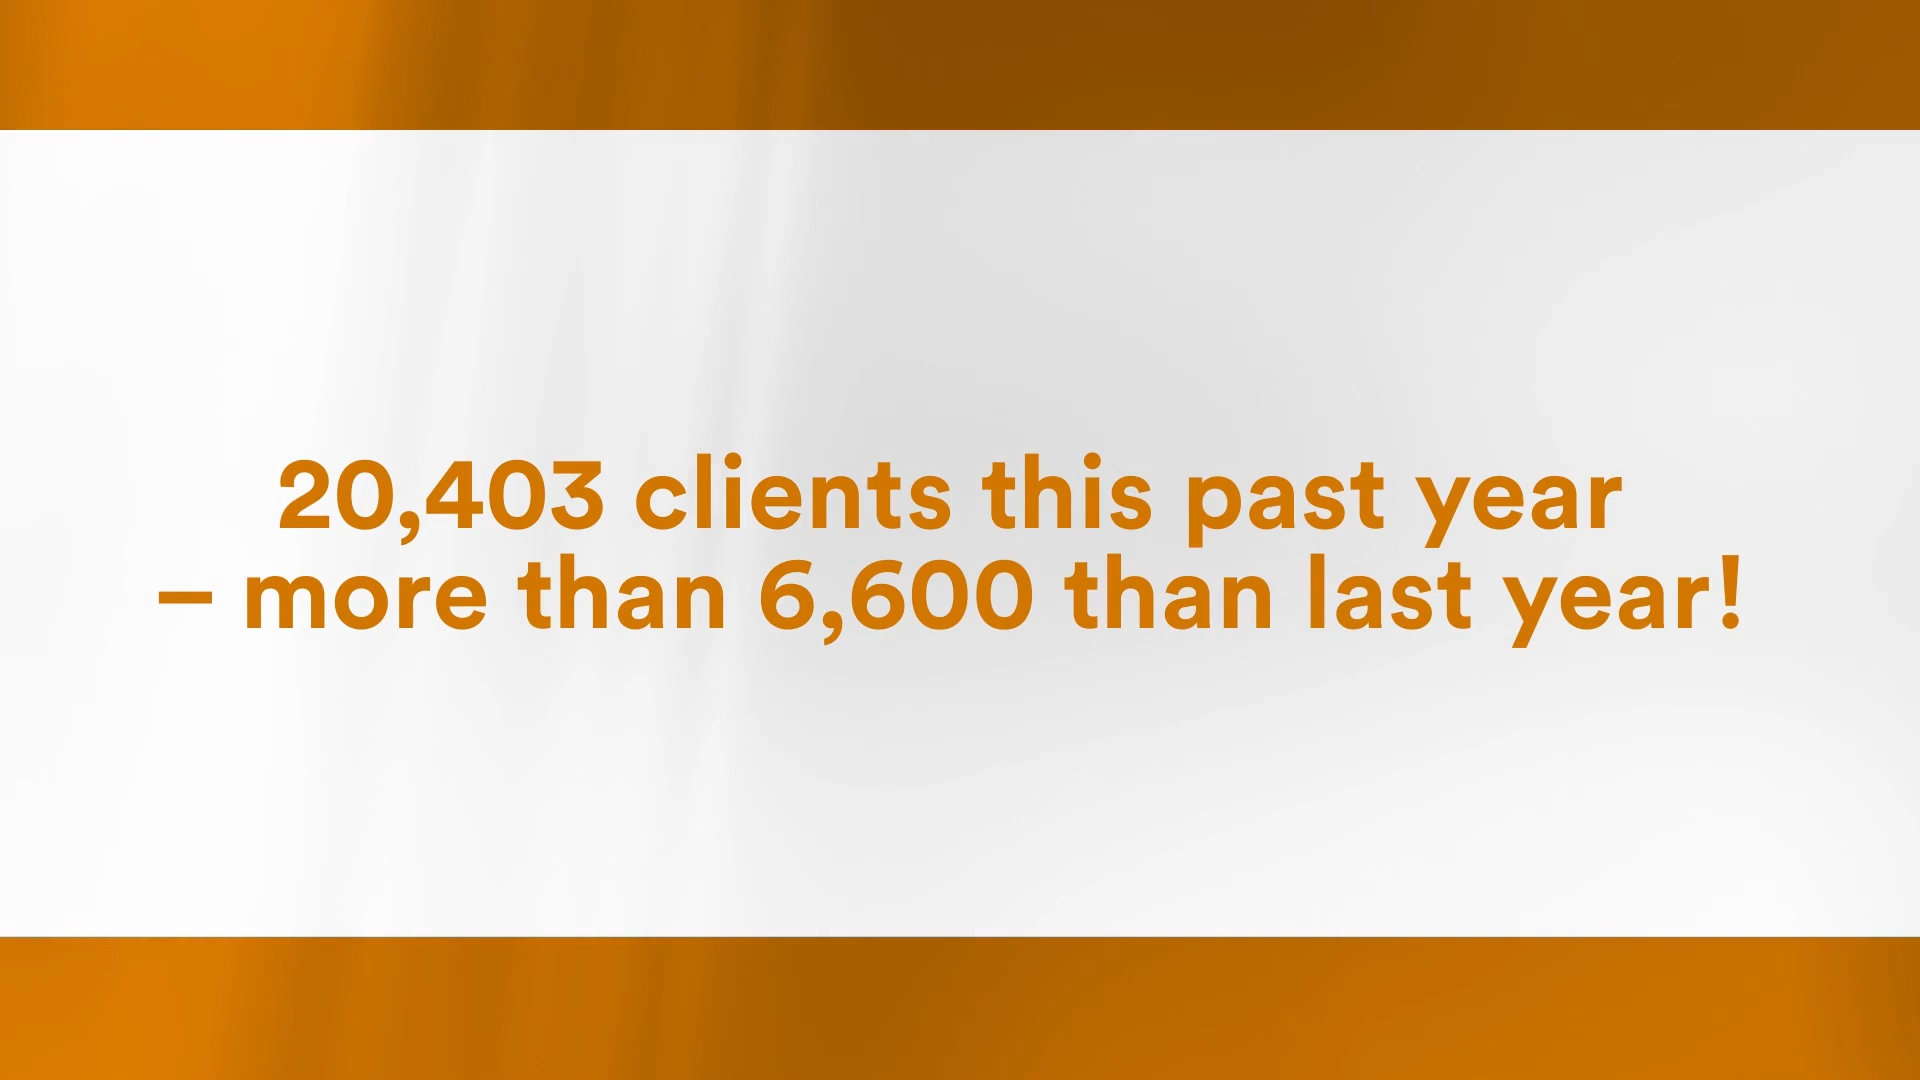 20,403 clients this past year
– more than 6,600 than last year!